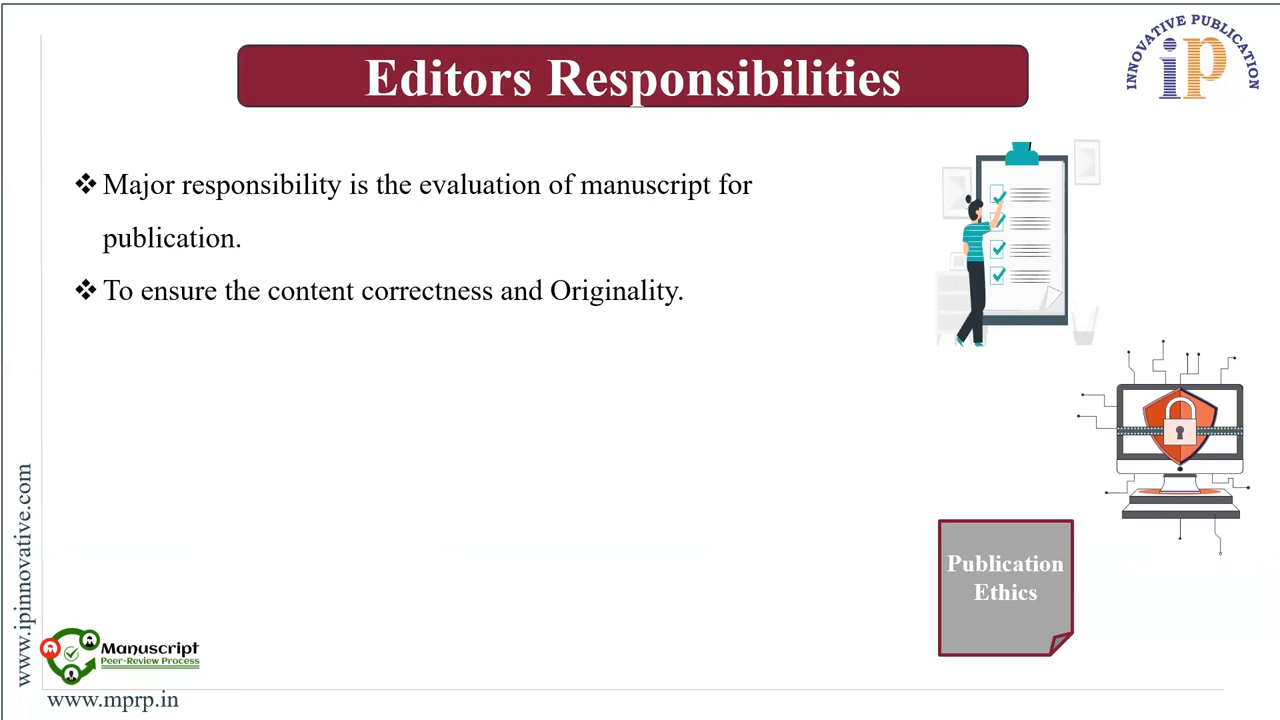 Editors Responsibilities
INNOVATIVE PUBLICATION
iP
❖ Major responsibility is the evaluation of manuscript for
publication.
❖ To ensure the content correctness and Originality.
Publication
Ethics
www.ipinnovative.com
Manuscript
Peer-Review Process
www.mprp.in